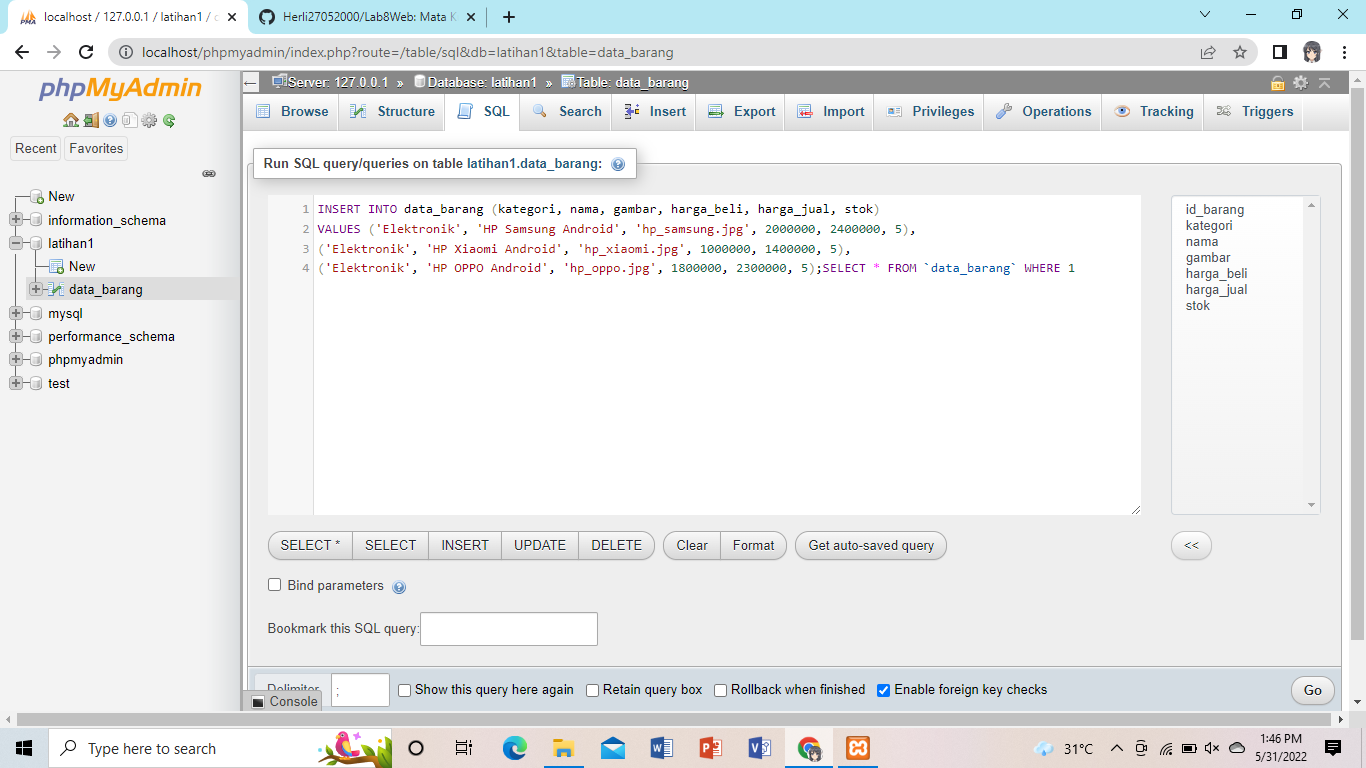 localhost / 127.0.0.1 / latihan1 /
Herli27052000/Lab8Web: Mata K
localhost/phpmyadmin/index.php?route=/table/sql&db=latihan1&table=data_barang
phpMyAdmin
Recent Favorites
New
information_schema
latihan1
New
data_barang
mysql
performance_schema
phpmyadmin
test
Server: 127.0.0.1 » Database: latihan1 » Table: data_barang
Browse Structure SQL Search Insert Export Import Privileges Operations Tracking Triggers
Run SQL query/queries on table latihan1.data_barang:
1 INSERT INTO data_barang (kategori, nama, gambar, harga_beli, harga_jual, stok)
2 VALUES ('Elektronik', 'HP Samsung Android', 'hp_samsung.jpg', 2000000, 2400000, 5),
3 ('Elektronik', 'HP Xiaomi Android', 'hp_xiaomi.jpg', 1000000, 1400000, 5),
4 ('Elektronik', 'HP OPPO Android', 'hp_oppo.jpg', 1800000, 2300000, 5);SELECT * FROM `data_barang` WHERE 1
id_barang
kategori
nama
gambar
harga_beli
harga_jual
stok
SELECT * SELECT INSERT UPDATE DELETE Clear Format Get auto-saved query <<
Bind parameters
Bookmark this SQL query:
Delimiter ; Show this query here again Retain query box Rollback when finished Enable foreign key checks Go
Console
Type here to search
31°C
1:46 PM
5/31/2022